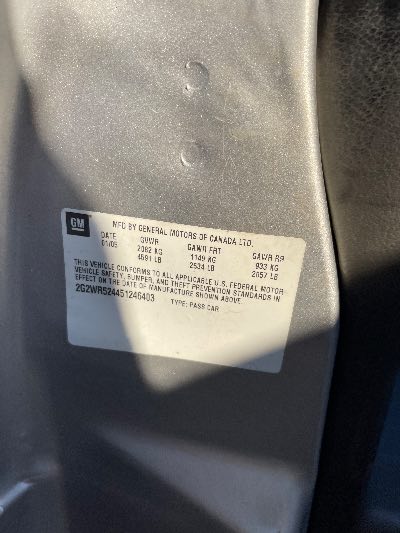 GM
MFD BY GENERAL MOTORS OF CANADA LTD.
DATE GVWR GAWR FRT GAWR RR
01/05 2082 KG 1149 KG 933 KG
4591 LB 2534 LB 2057 LB
THIS VEHICLE CONFORMS TO ALL APPLICABLE U.S. FEDERAL MOTOR
VEHICLE SAFETY, BUMPER, AND THEFT PREVENTION STANDARDS IN
EFFECT ON THE DATE OF MANUFACTURE SHOWN ABOVE.
2G2WR524451246403 TYPE: PASS CAR